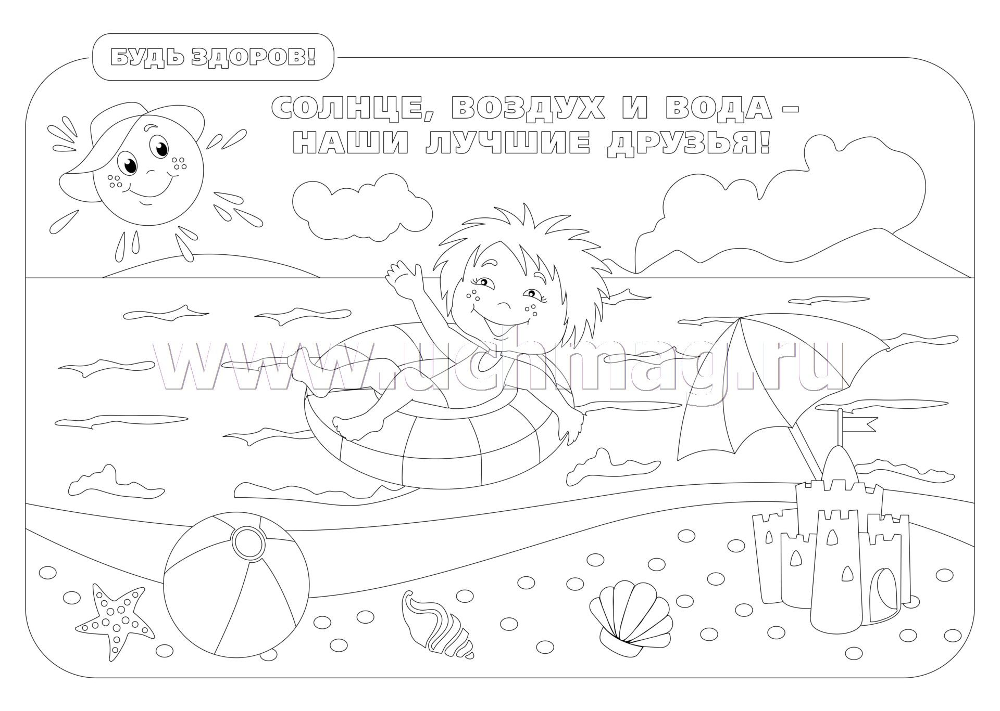 БУДЬ ЗДОРОВ!
СОЛНЦЕ, ВОЗДУХ И ВОДА –
НАШИ ЛУЧШИЕ ДРУЗЬЯ!
www.uchmag.ru